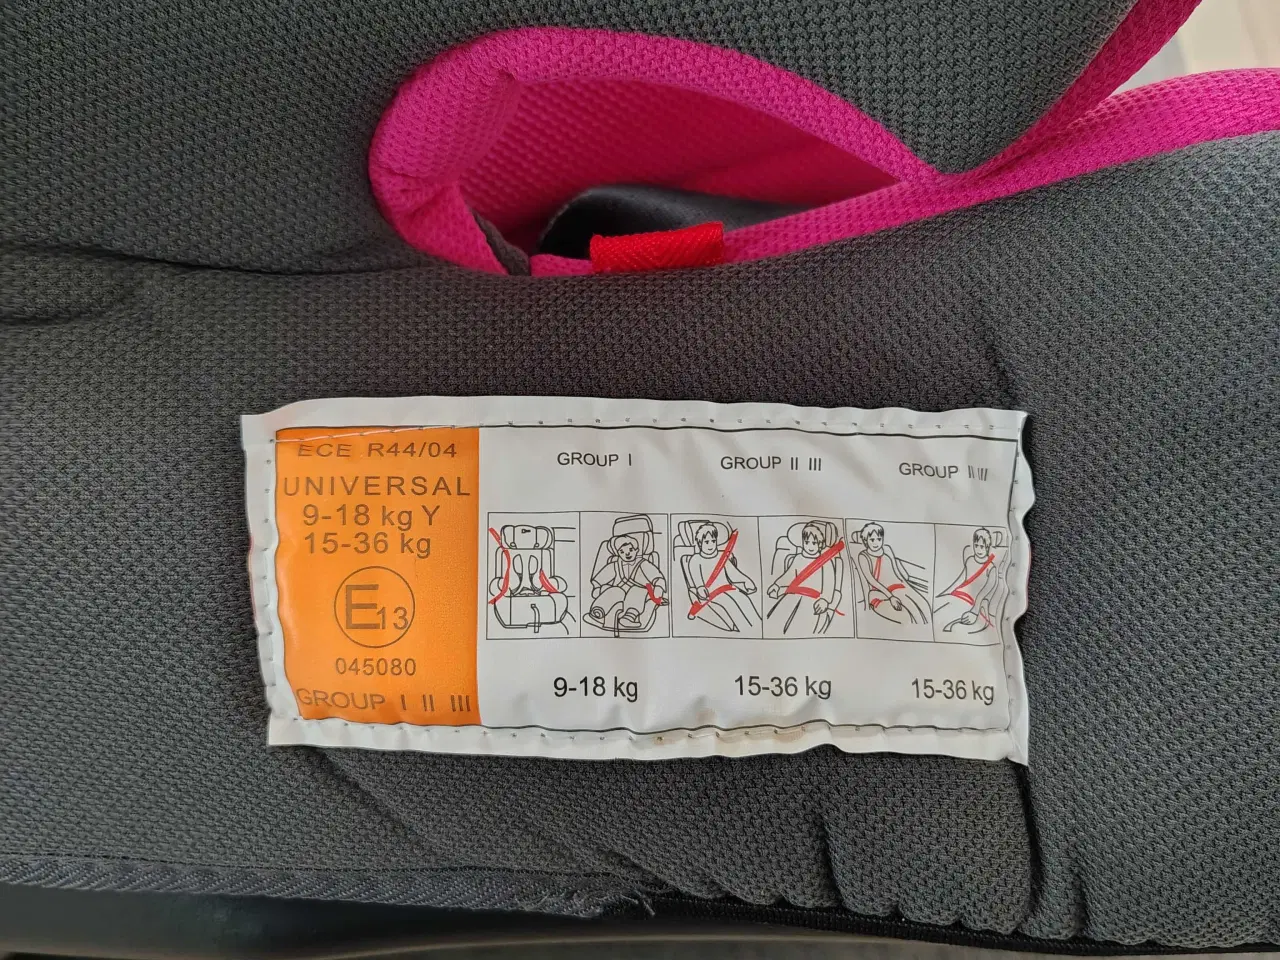 ECE R44/04
UNIVERSAL
9-18 kg Y
15-36 kg
E13
045080
GROUP I II III
GROUP I
GROUP II III
GROUP II III
9-18 kg
15-36 kg
15-36 kg